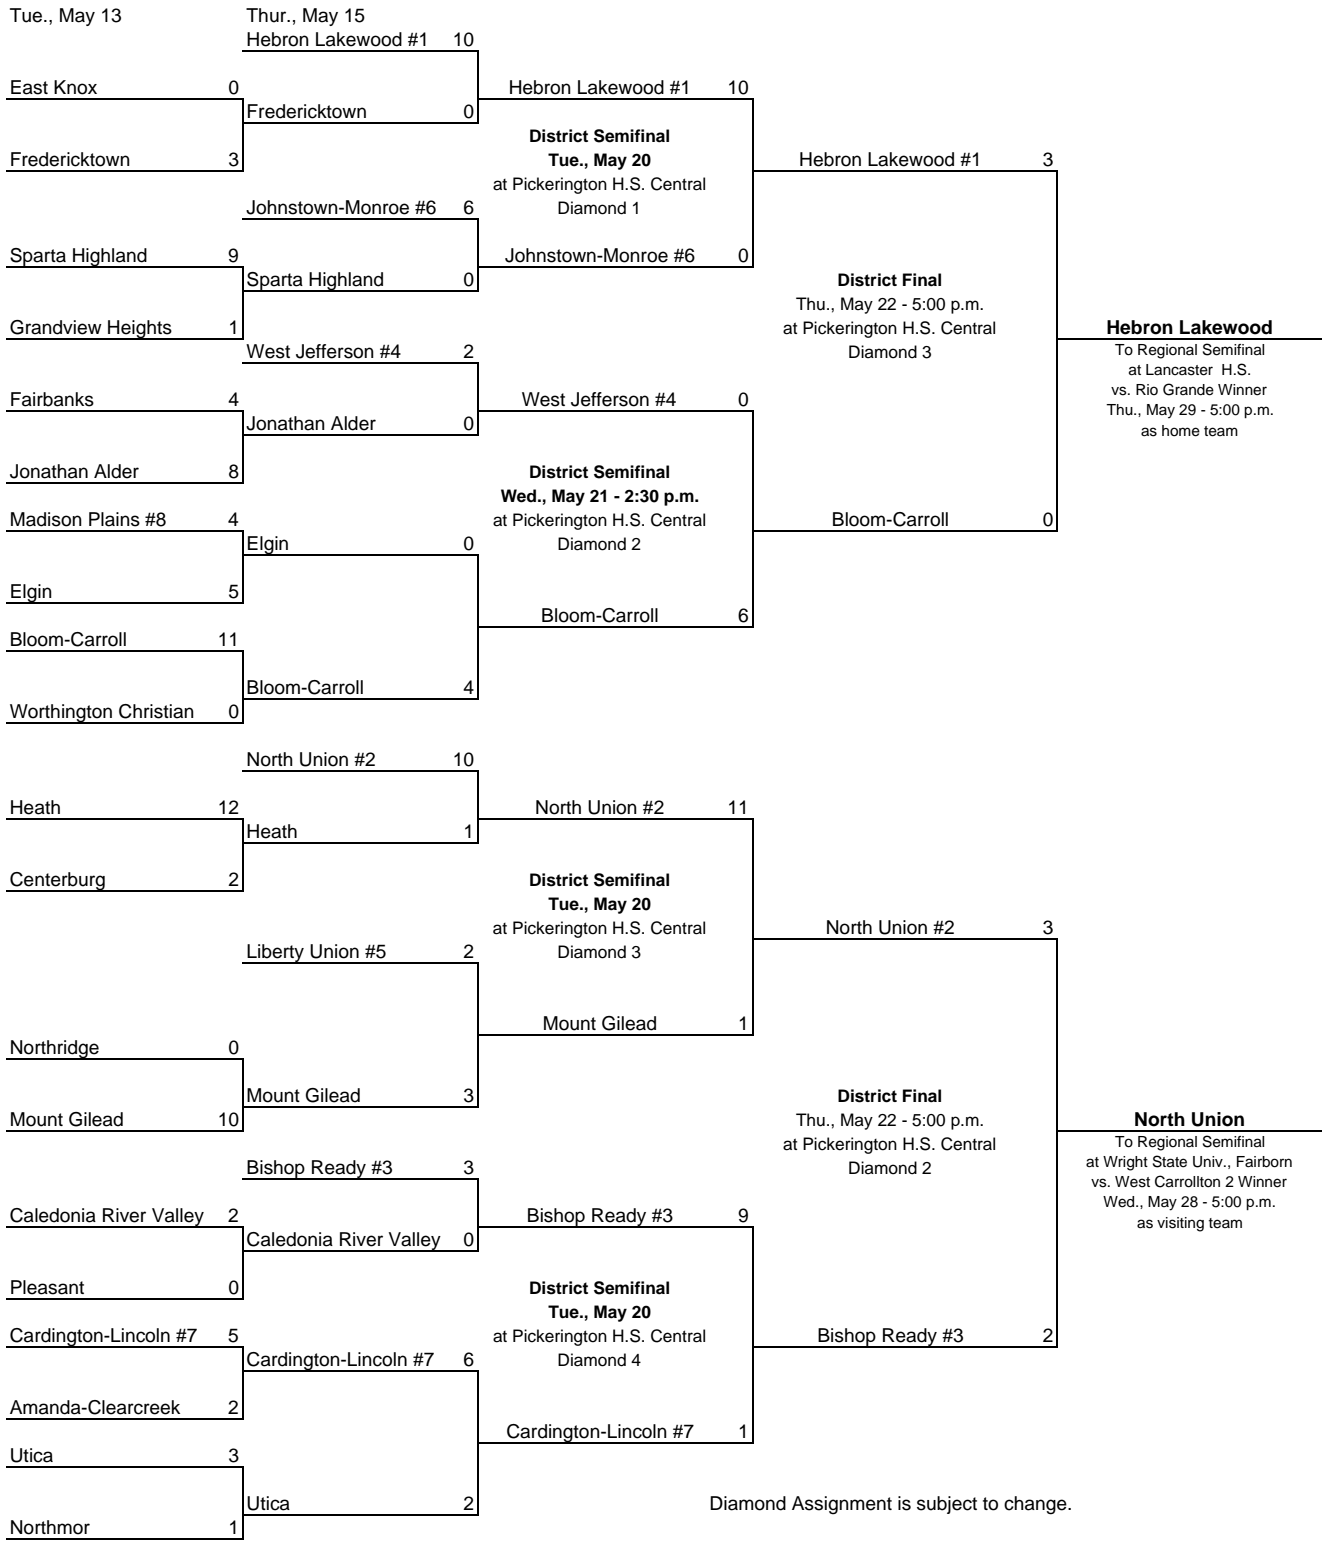 Tue., May 13
Thur., May 15
Hebron Lakewood #1 10
East Knox 0
Hebron Lakewood #1 10
Fredericktown 0
District Semifinal
Tue., May 20
Fredericktown 3
Hebron Lakewood #1 3
at Pickerington H.S. Central
Diamond 1
Johnstown-Monroe #6 6
Sparta Highland 9
Johnstown-Monroe #6 0
Sparta Highland 0
District Final
Thu., May 22 - 5:00 p.m.
Grandview Heights 1
at Pickerington H.S. Central
Hebron Lakewood
West Jefferson #4 2
Diamond 3
To Regional Semifinal
at Lancaster H.S.
vs. Rio Grande Winner
Fairbanks 4
West Jefferson #4 0
Thu., May 29 - 5:00 p.m.
Jonathan Alder 0
as home team
Jonathan Alder 8
District Semifinal
Wed., May 21 - 2:30 p.m.
Madison Plains #8 4
at Pickerington H.S. Central
Bloom-Carroll 0
Elgin 0
Diamond 2
Elgin 5
Bloom-Carroll 6
Bloom-Carroll 11
Bloom-Carroll 4
Worthington Christian 0
North Union #2 10
Heath 12
North Union #2 11
Heath 1
Centerburg 2
District Semifinal
Tue., May 20
at Pickerington H.S. Central
North Union #2 3
Liberty Union #5 2
Diamond 3
Mount Gilead 1
Northridge 0
Mount Gilead 3
District Final
Mount Gilead 10
Thu., May 22 - 5:00 p.m.
North Union
at Pickerington H.S. Central
To Regional Semifinal
Bishop Ready #3 3
Diamond 2
at Wright State Univ., Fairborn
vs. West Carrollton 2 Winner
Wed., May 28 - 5:00 p.m.
Caledonia River Valley 2
Bishop Ready #3 9
as visiting team
Caledonia River Valley 0
Pleasant 0
District Semifinal
Tue., May 20
Cardington-Lincoln #7 5
at Pickerington H.S. Central
Bishop Ready #3 2
Cardington-Lincoln #7 6
Diamond 4
Amanda-Clearcreek 2
Cardington-Lincoln #7 1
Utica 3
Utica 2
Diamond Assignment is subject to change.
Northmor 1